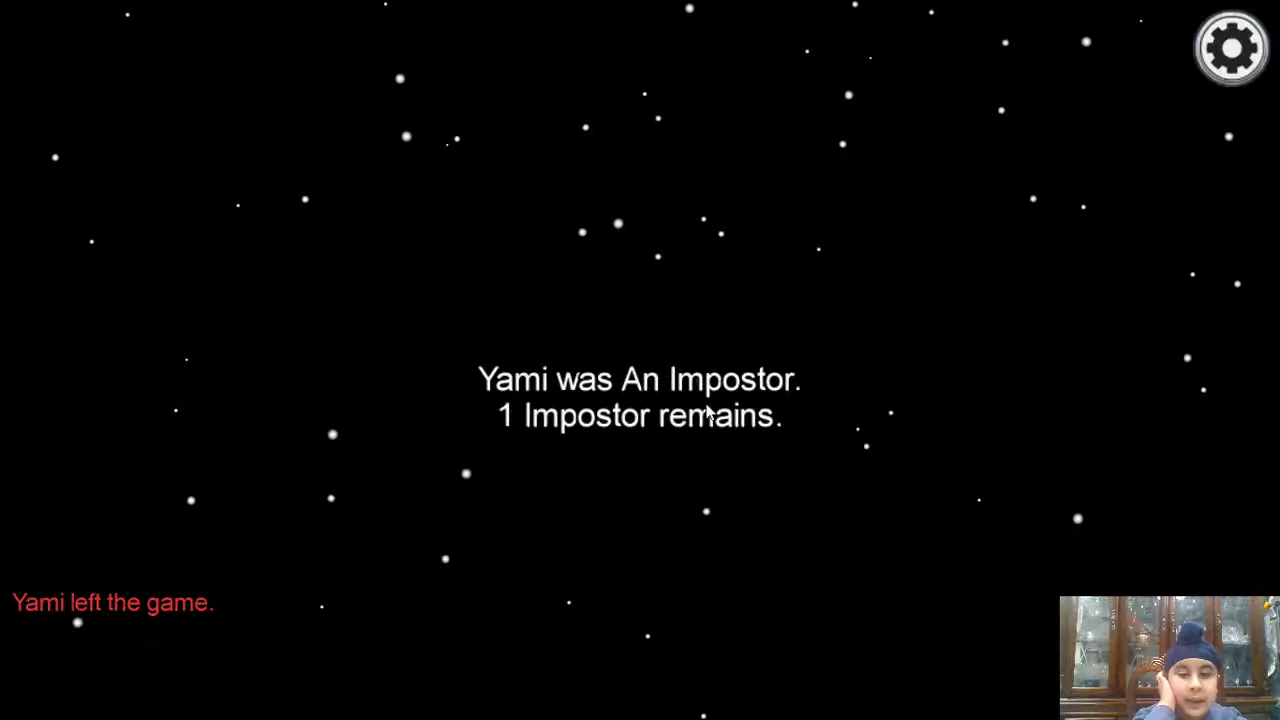 Yami was An Impostor.
1 Impostor remains.
Yami left the game.